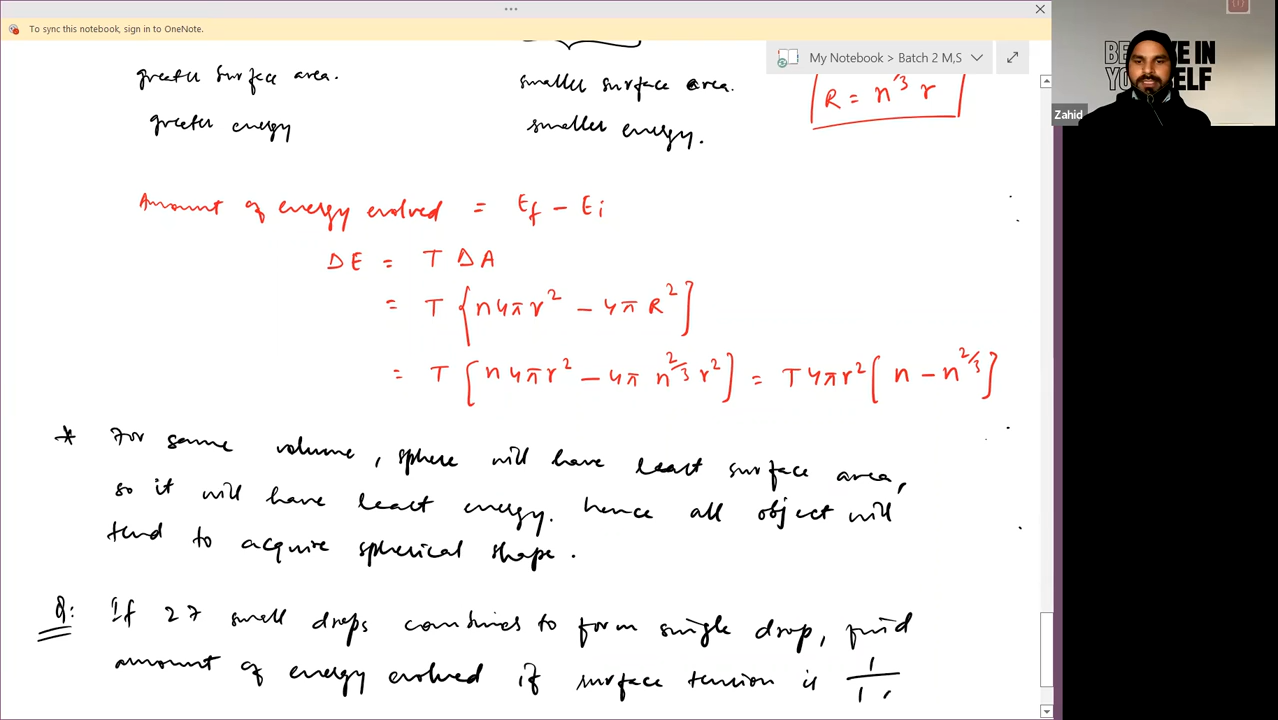 To sync this notebook, sign in to OneNote.
My Notebook > Batch 2 M,S
greater surface area.
smaller surface area.
R = n^1/3 r
greater energy
smaller energy.
Amount of energy evolved = Ef - Ei
ΔE = T ΔA
= T {n4πr² - 4πR²]
= T [n4πr² - 4π n^2/3 r²] = T4πr² [n - n^2/3]
* For same volume, sphere will have least surface area,
so it will have least energy. hence all object will
tend to acquire spherical shape.
Q: If 27 small drops combines to form single drop, find
amount of energy evolved if surface tension is
Zahid